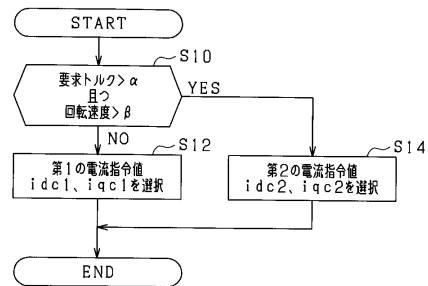 START
S10
要求トルク>α
且つ
回転速度>β
YES
NO
S12
第1の電流指令値
idc1、iqc1を選択
S14
第2の電流指令値
idc2、iqc2を選択
END